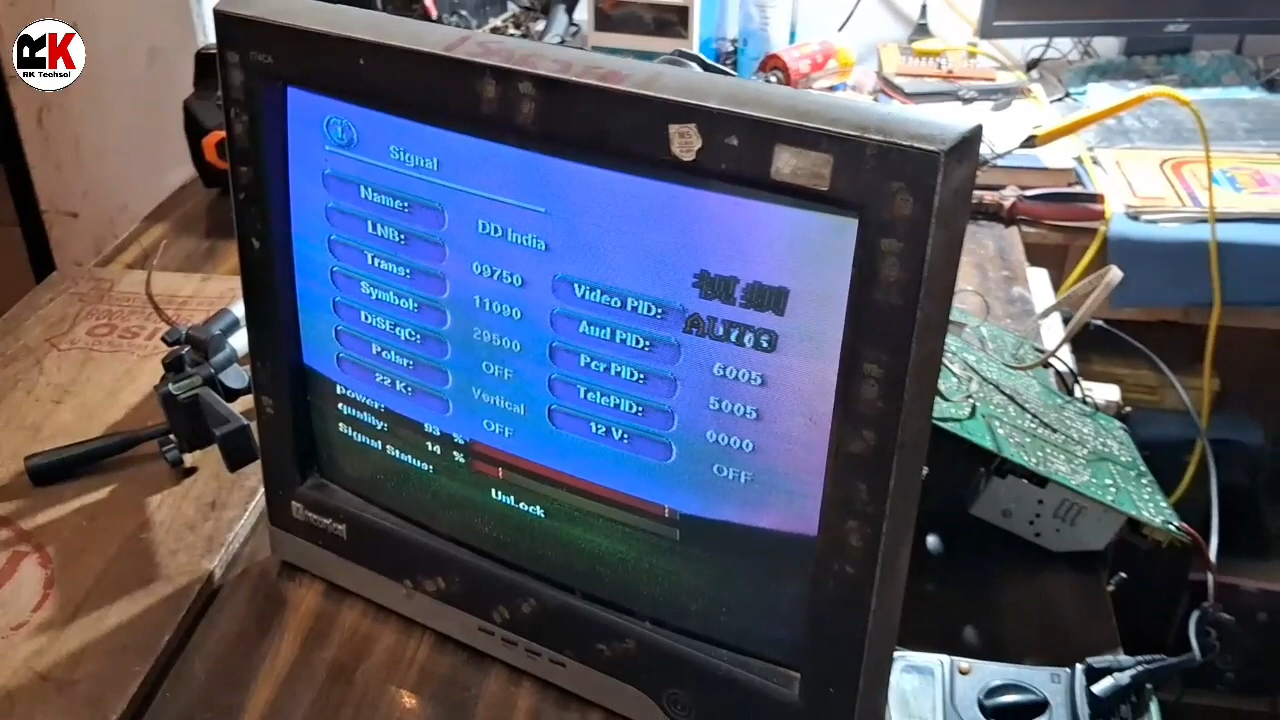 RK
RK Techsol
Signal
Name: DD India
LNB: 09750
Trans: 11090
Symbol: 29500
DiSEqC: OFF
Polar: Vertical
22 K: OFF
Video PID: 视频
Aud PID: AUTO
Pcr PID: 6005
TelePID: 5005
12 V: 0000
OFF
power: 93 %
quality: 14 %
Signal Status: UnLock
acer